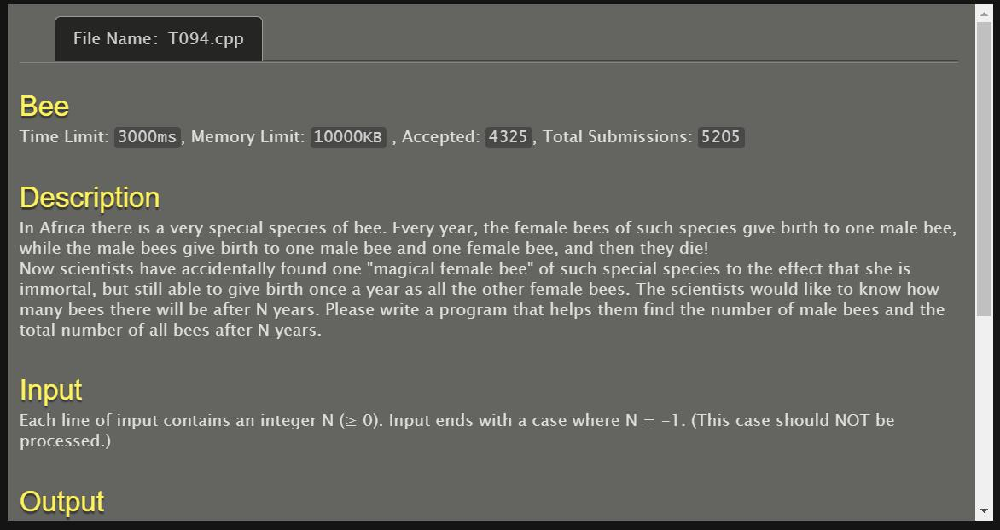 File Name: T094.cpp
Bee
Time Limit: 3000ms, Memory Limit: 10000KB , Accepted: 4325, Total Submissions: 5205
Description
In Africa there is a very special species of bee. Every year, the female bees of such species give birth to one male bee,
while the male bees give birth to one male bee and one female bee, and then they die!
Now scientists have accidentally found one "magical female bee" of such special species to the effect that she is
immortal, but still able to give birth once a year as all the other female bees. The scientists would like to know how
many bees there will be after N years. Please write a program that helps them find the number of male bees and the
total number of all bees after N years.
Input
Each line of input contains an integer N (≥ 0). Input ends with a case where N = −1. (This case should NOT be
processed.)
Output